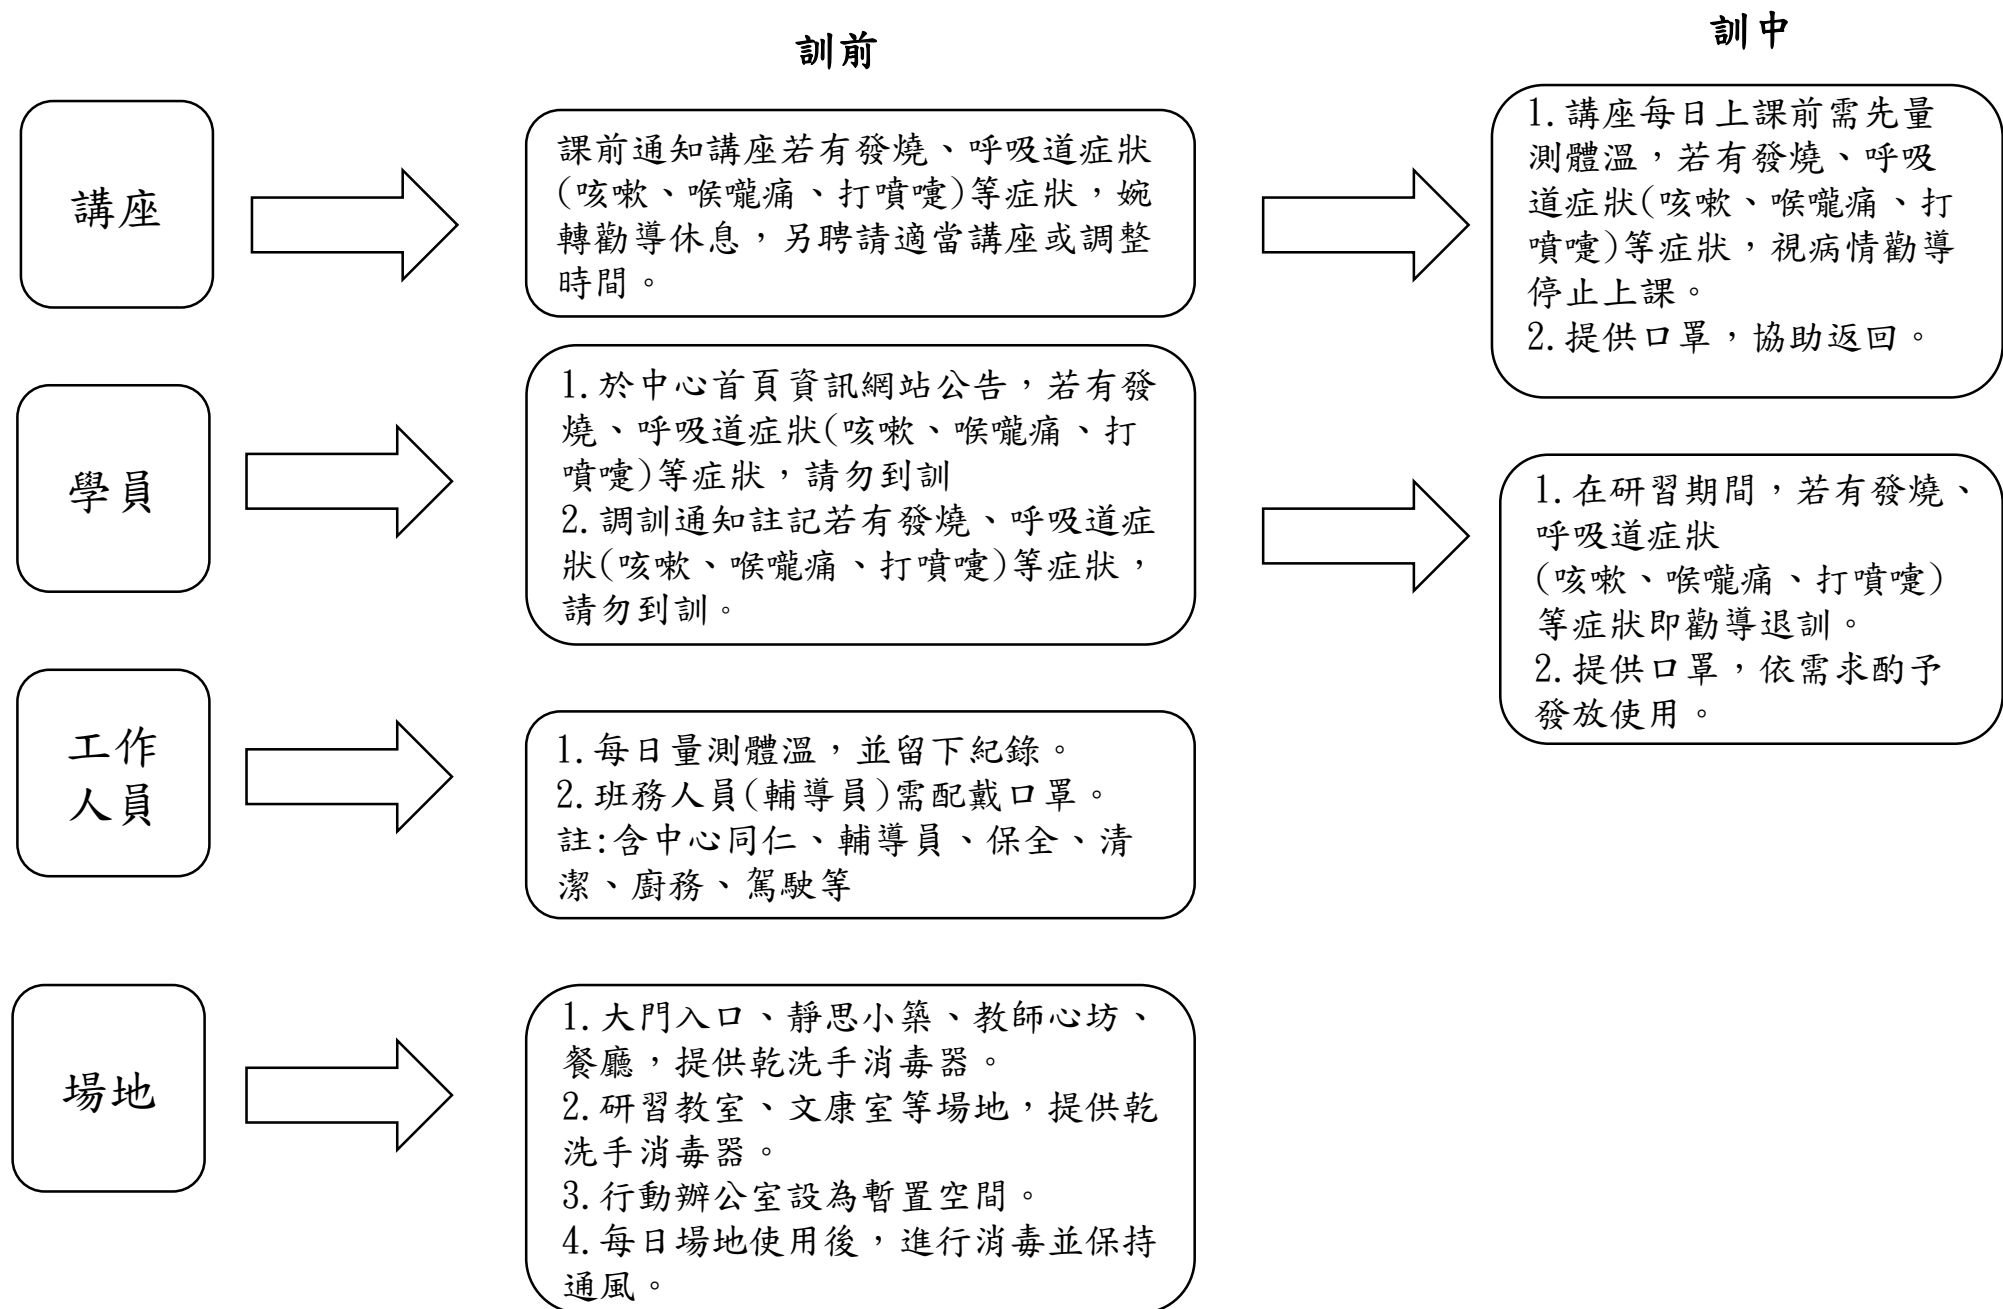 訓前
訓中
講座
課前通知講座若有發燒、呼吸道症狀
(咳嗽、喉嚨痛、打噴嚏)等症狀，婉
轉勸導休息，另聘請適當講座或調整
時間。
1.講座每日上課前需先量
測體溫，若有發燒、呼吸
道症狀(咳嗽、喉嚨痛、打
噴嚏)等症狀，視病情勸導
停止上課。
2.提供口罩，協助返回。
學員
1.於中心首頁資訊網站公告，若有發
燒、呼吸道症狀(咳嗽、喉嚨痛、打
噴嚏)等症狀，請勿到訓
2.調訓通知註記若有發燒、呼吸道症
狀(咳嗽、喉嚨痛、打噴嚏)等症狀，
請勿到訓。
1.在研習期間，若有發燒、
呼吸道症狀
(咳嗽、喉嚨痛、打噴嚏)
等症狀即勸導退訓。
2.提供口罩，依需求酌予
發放使用。
工作
人員
1.每日量測體溫，並留下紀錄。
2.班務人員(輔導員)需配戴口罩。
註:含中心同仁、輔導員、保全、清
潔、廚務、駕駛等
場地
1.大門入口、靜思小築、教師心坊、
餐廳，提供乾洗手消毒器。
2.研習教室、文康室等場地，提供乾
洗手消毒器。
3.行動辦公室設為暫置空間。
4.每日場地使用後，進行消毒並保持
通風。